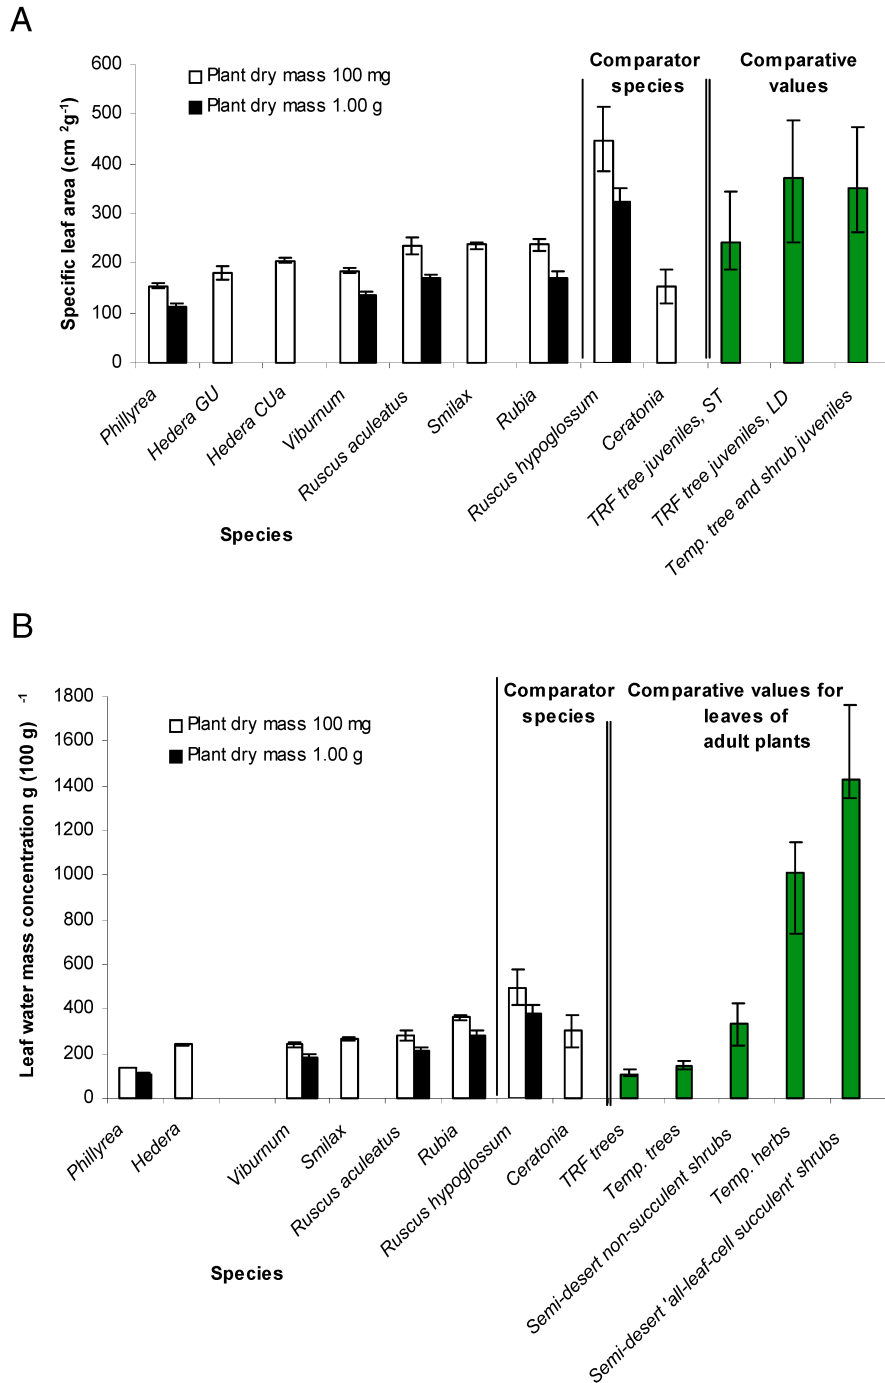 A
Comparator species
Comparative values
Plant dry mass 100 mg
Plant dry mass 1.00 g
Specific leaf area (cm ²g⁻¹)
600
500
400
300
200
100
0
Phillyrea
Hedera GU
Hedera CUa
Viburnum
Ruscus aculeatus
Smilax
Rubia
Ruscus hypoglossum
Ceratonia
TRF tree juveniles, ST
TRF tree juveniles, LD
Temp. tree and shrub juveniles
Species
B
Comparator species
Comparative values for leaves of adult plants
Plant dry mass 100 mg
Plant dry mass 1.00 g
Leaf water mass concentration g (100 g) ⁻¹
1800
1600
1400
1200
1000
800
600
400
200
0
Phillyrea
Hedera
Viburnum
Smilax
Ruscus aculeatus
Rubia
Ruscus hypoglossum
Ceratonia
TRF trees
Temp. trees
Semi-desert non-succulent shrubs
Temp. herbs
Semi-desert 'all-leaf-cell succulent' shrubs
Species